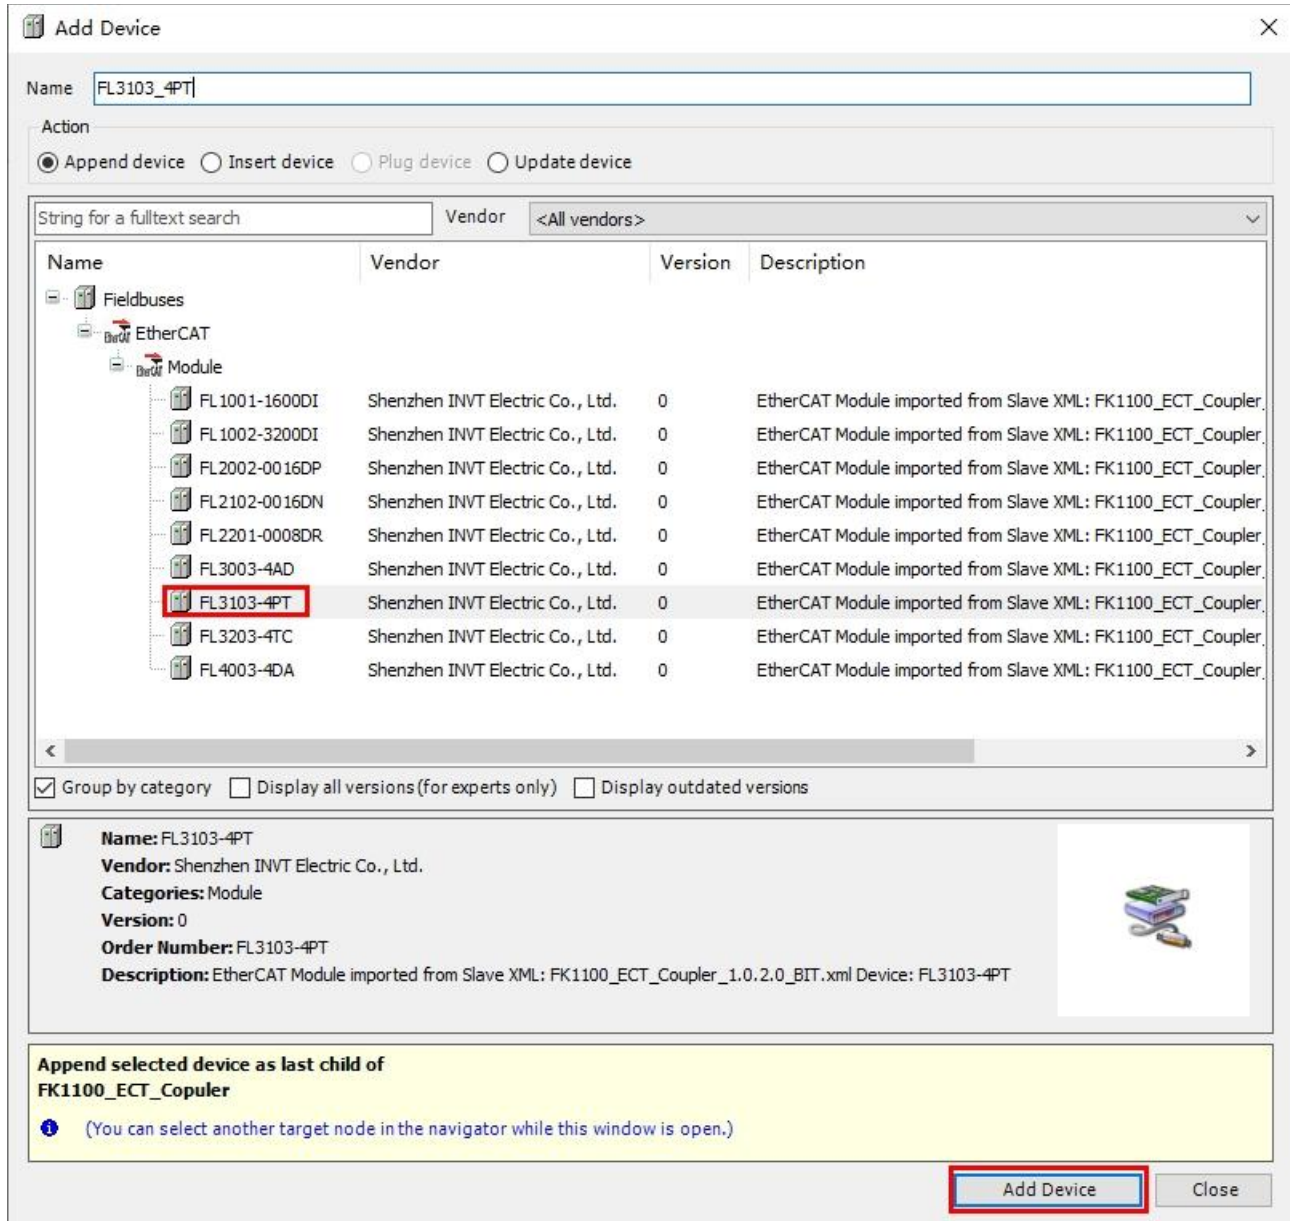 Add Device
Name FL3103_4PT
Action
Append device Insert device Plug device Update device
String for a fulltext search Vendor <All vendors>
Name Vendor Version Description
Fieldbuses
EtherCAT EtherCAT
EtherCAT Module
FL1001-1600DI Shenzhen INVT Electric Co., Ltd. 0 EtherCAT Module imported from Slave XML: FK1100_ECT_Coupler_
FL1002-3200DI Shenzhen INVT Electric Co., Ltd. 0 EtherCAT Module imported from Slave XML: FK1100_ECT_Coupler_
FL2002-0016DP Shenzhen INVT Electric Co., Ltd. 0 EtherCAT Module imported from Slave XML: FK1100_ECT_Coupler_
FL2102-0016DN Shenzhen INVT Electric Co., Ltd. 0 EtherCAT Module imported from Slave XML: FK1100_ECT_Coupler_
FL2201-0008DR Shenzhen INVT Electric Co., Ltd. 0 EtherCAT Module imported from Slave XML: FK1100_ECT_Coupler_
FL3003-4AD Shenzhen INVT Electric Co., Ltd. 0 EtherCAT Module imported from Slave XML: FK1100_ECT_Coupler_
FL3103-4PT Shenzhen INVT Electric Co., Ltd. 0 EtherCAT Module imported from Slave XML: FK1100_ECT_Coupler_
FL3203-4TC Shenzhen INVT Electric Co., Ltd. 0 EtherCAT Module imported from Slave XML: FK1100_ECT_Coupler_
FL4003-4DA Shenzhen INVT Electric Co., Ltd. 0 EtherCAT Module imported from Slave XML: FK1100_ECT_Coupler_
Group by category Display all versions (for experts only) Display outdated versions
Name: FL3103-4PT
Vendor: Shenzhen INVT Electric Co., Ltd.
Categories: Module
Version: 0
Order Number: FL3103-4PT
Description: EtherCAT Module imported from Slave XML: FK1100_ECT_Coupler_1.0.2.0_BIT.xml Device: FL3103-4PT
Append selected device as last child of
FK1100_ECT_Copuler
(You can select another target node in the navigator while this window is open.)
Add Device Close